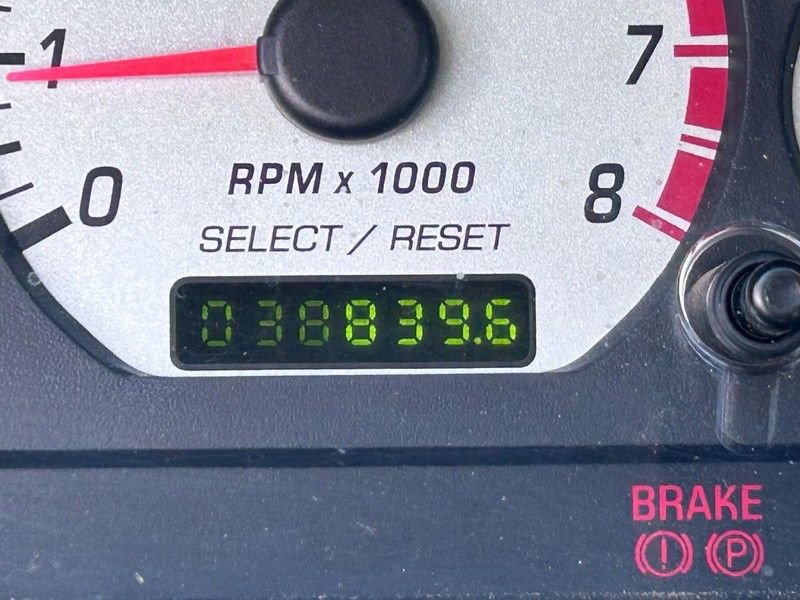 1
7
0
8
RPM x 1000
SELECT / RESET
038839.6
BRAKE
(!) (P)